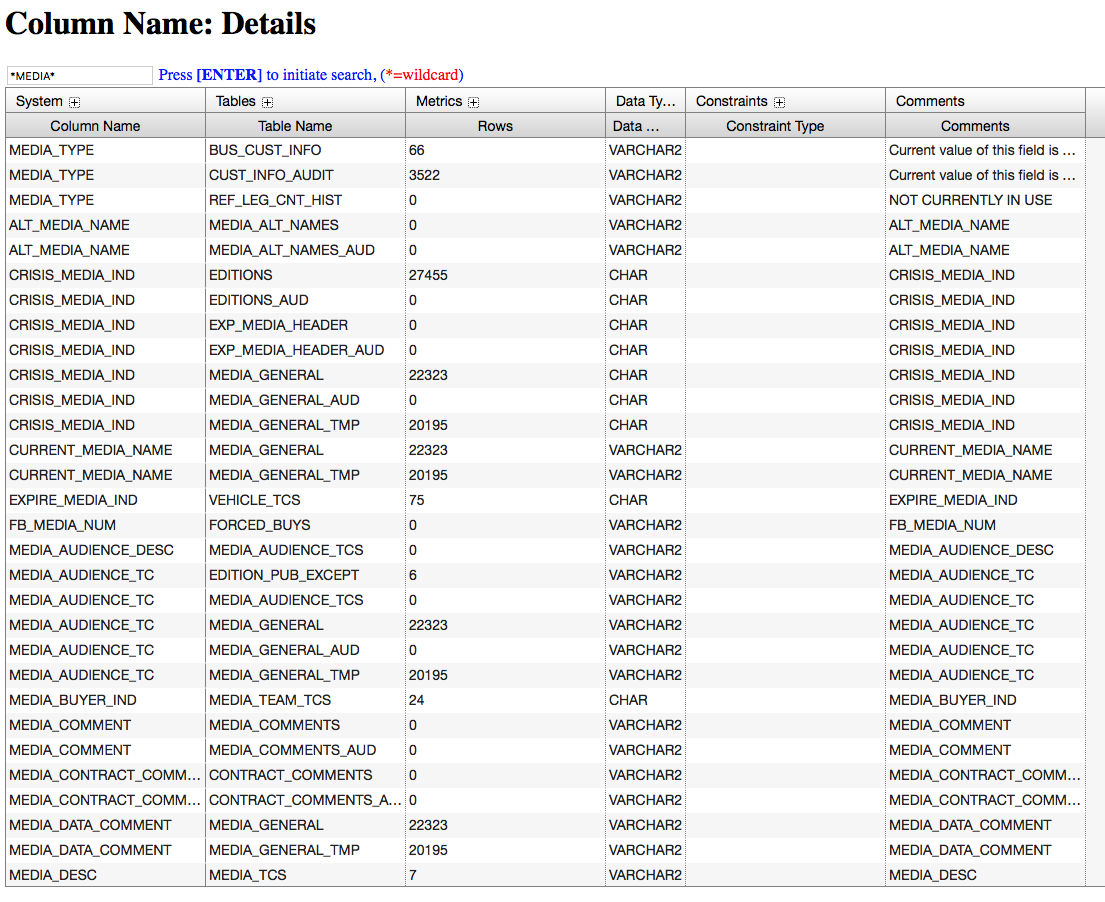 Column Name: Details
*MEDIA* Press [ENTER] to initiate search, (*=wildcard)
System Tables Metrics Data Ty... Constraints Comments
Column Name Table Name Rows Data ... Constraint Type Comments
MEDIA_TYPE BUS_CUST_INFO 66 VARCHAR2 Current value of this field is ...
MEDIA_TYPE CUST_INFO_AUDIT 3522 VARCHAR2 Current value of this field is ...
MEDIA_TYPE REF_LEG_CNT_HIST 0 VARCHAR2 NOT CURRENTLY IN USE
ALT_MEDIA_NAME MEDIA_ALT_NAMES 0 VARCHAR2 ALT_MEDIA_NAME
ALT_MEDIA_NAME MEDIA_ALT_NAMES_AUD 0 VARCHAR2 ALT_MEDIA_NAME
CRISIS_MEDIA_IND EDITIONS 27455 CHAR CRISIS_MEDIA_IND
CRISIS_MEDIA_IND EDITIONS_AUD 0 CHAR CRISIS_MEDIA_IND
CRISIS_MEDIA_IND EXP_MEDIA_HEADER 0 CHAR CRISIS_MEDIA_IND
CRISIS_MEDIA_IND EXP_MEDIA_HEADER_AUD 0 CHAR CRISIS_MEDIA_IND
CRISIS_MEDIA_IND MEDIA_GENERAL 22323 CHAR CRISIS_MEDIA_IND
CRISIS_MEDIA_IND MEDIA_GENERAL_AUD 0 CHAR CRISIS_MEDIA_IND
CRISIS_MEDIA_IND MEDIA_GENERAL_TMP 20195 CHAR CRISIS_MEDIA_IND
CURRENT_MEDIA_NAME MEDIA_GENERAL 22323 VARCHAR2 CURRENT_MEDIA_NAME
CURRENT_MEDIA_NAME MEDIA_GENERAL_TMP 20195 VARCHAR2 CURRENT_MEDIA_NAME
EXPIRE_MEDIA_IND VEHICLE_TCS 75 CHAR EXPIRE_MEDIA_IND
FB_MEDIA_NUM FORCED_BUYS 0 VARCHAR2 FB_MEDIA_NUM
MEDIA_AUDIENCE_DESC MEDIA_AUDIENCE_TCS 0 VARCHAR2 MEDIA_AUDIENCE_DESC
MEDIA_AUDIENCE_TC EDITION_PUB_EXCEPT 6 VARCHAR2 MEDIA_AUDIENCE_TC
MEDIA_AUDIENCE_TC MEDIA_AUDIENCE_TCS 0 VARCHAR2 MEDIA_AUDIENCE_TC
MEDIA_AUDIENCE_TC MEDIA_GENERAL 22323 VARCHAR2 MEDIA_AUDIENCE_TC
MEDIA_AUDIENCE_TC MEDIA_GENERAL_AUD 0 VARCHAR2 MEDIA_AUDIENCE_TC
MEDIA_AUDIENCE_TC MEDIA_GENERAL_TMP 20195 VARCHAR2 MEDIA_AUDIENCE_TC
MEDIA_BUYER_IND MEDIA_TEAM_TCS 24 CHAR MEDIA_BUYER_IND
MEDIA_COMMENT MEDIA_COMMENTS 0 VARCHAR2 MEDIA_COMMENT
MEDIA_COMMENT MEDIA_COMMENTS_AUD 0 VARCHAR2 MEDIA_COMMENT
MEDIA_CONTRACT_COMM... CONTRACT_COMMENTS 0 VARCHAR2 MEDIA_CONTRACT_COMM...
MEDIA_CONTRACT_COMM... CONTRACT_COMMENTS_A... 0 VARCHAR2 MEDIA_CONTRACT_COMM...
MEDIA_DATA_COMMENT MEDIA_GENERAL 22323 VARCHAR2 MEDIA_DATA_COMMENT
MEDIA_DATA_COMMENT MEDIA_GENERAL_TMP 20195 VARCHAR2 MEDIA_DATA_COMMENT
MEDIA_DESC MEDIA_TCS 7 VARCHAR2 MEDIA_DESC